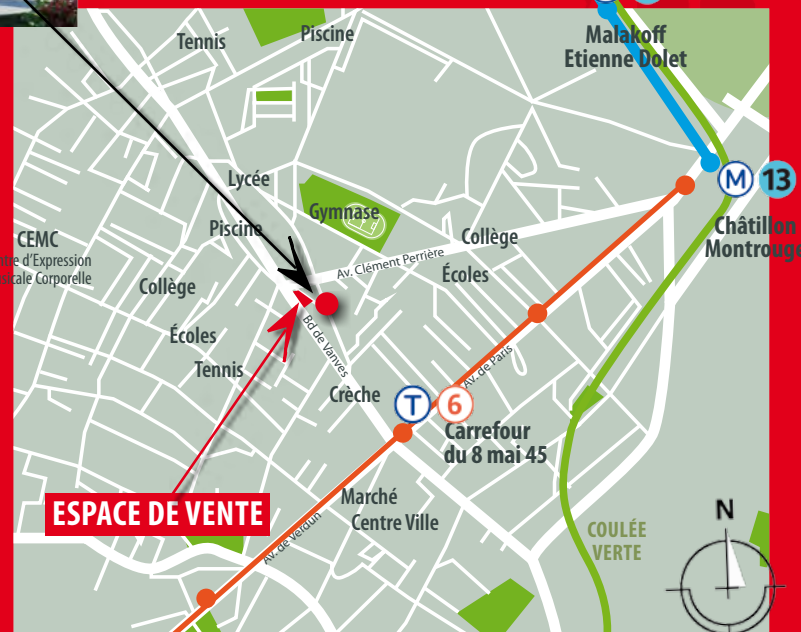 Tennis
Piscine
Malakoff
Etienne Dolet
Lycée
M 13
Gymnase
Piscine
Collège
Châtillon
Montrouge
CEMC
d'Expression
Corporelle
Av. Clément Perrière
Écoles
Collège
Bd de Vanves
Écoles
Tennis
Av. de Paris
Crèche
T 6
Carrefour
du 8 mai 45
Marché
Centre Ville
ESPACE DE VENTE
Av. de Verdun
COULÉE
VERTE
N